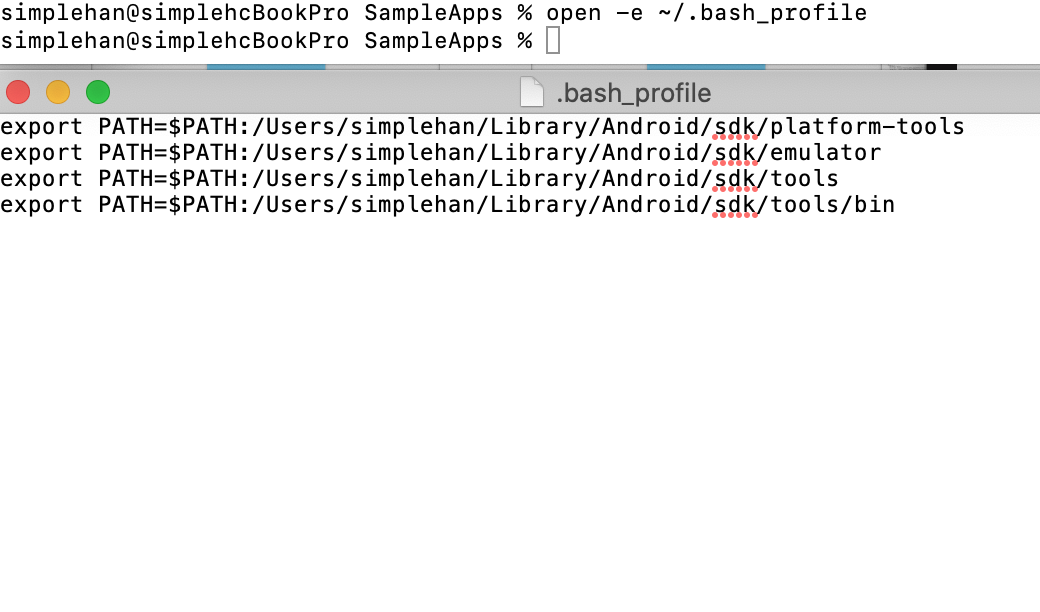 simplehan@simplehcBookPro SampleApps % open -e ~/.bash_profile
simplehan@simplehcBookPro SampleApps %
.bash_profile
export PATH=$PATH:/Users/simplehan/Library/Android/sdk/platform-tools
export PATH=$PATH:/Users/simplehan/Library/Android/sdk/emulator
export PATH=$PATH:/Users/simplehan/Library/Android/sdk/tools
export PATH=$PATH:/Users/simplehan/Library/Android/sdk/tools/bin